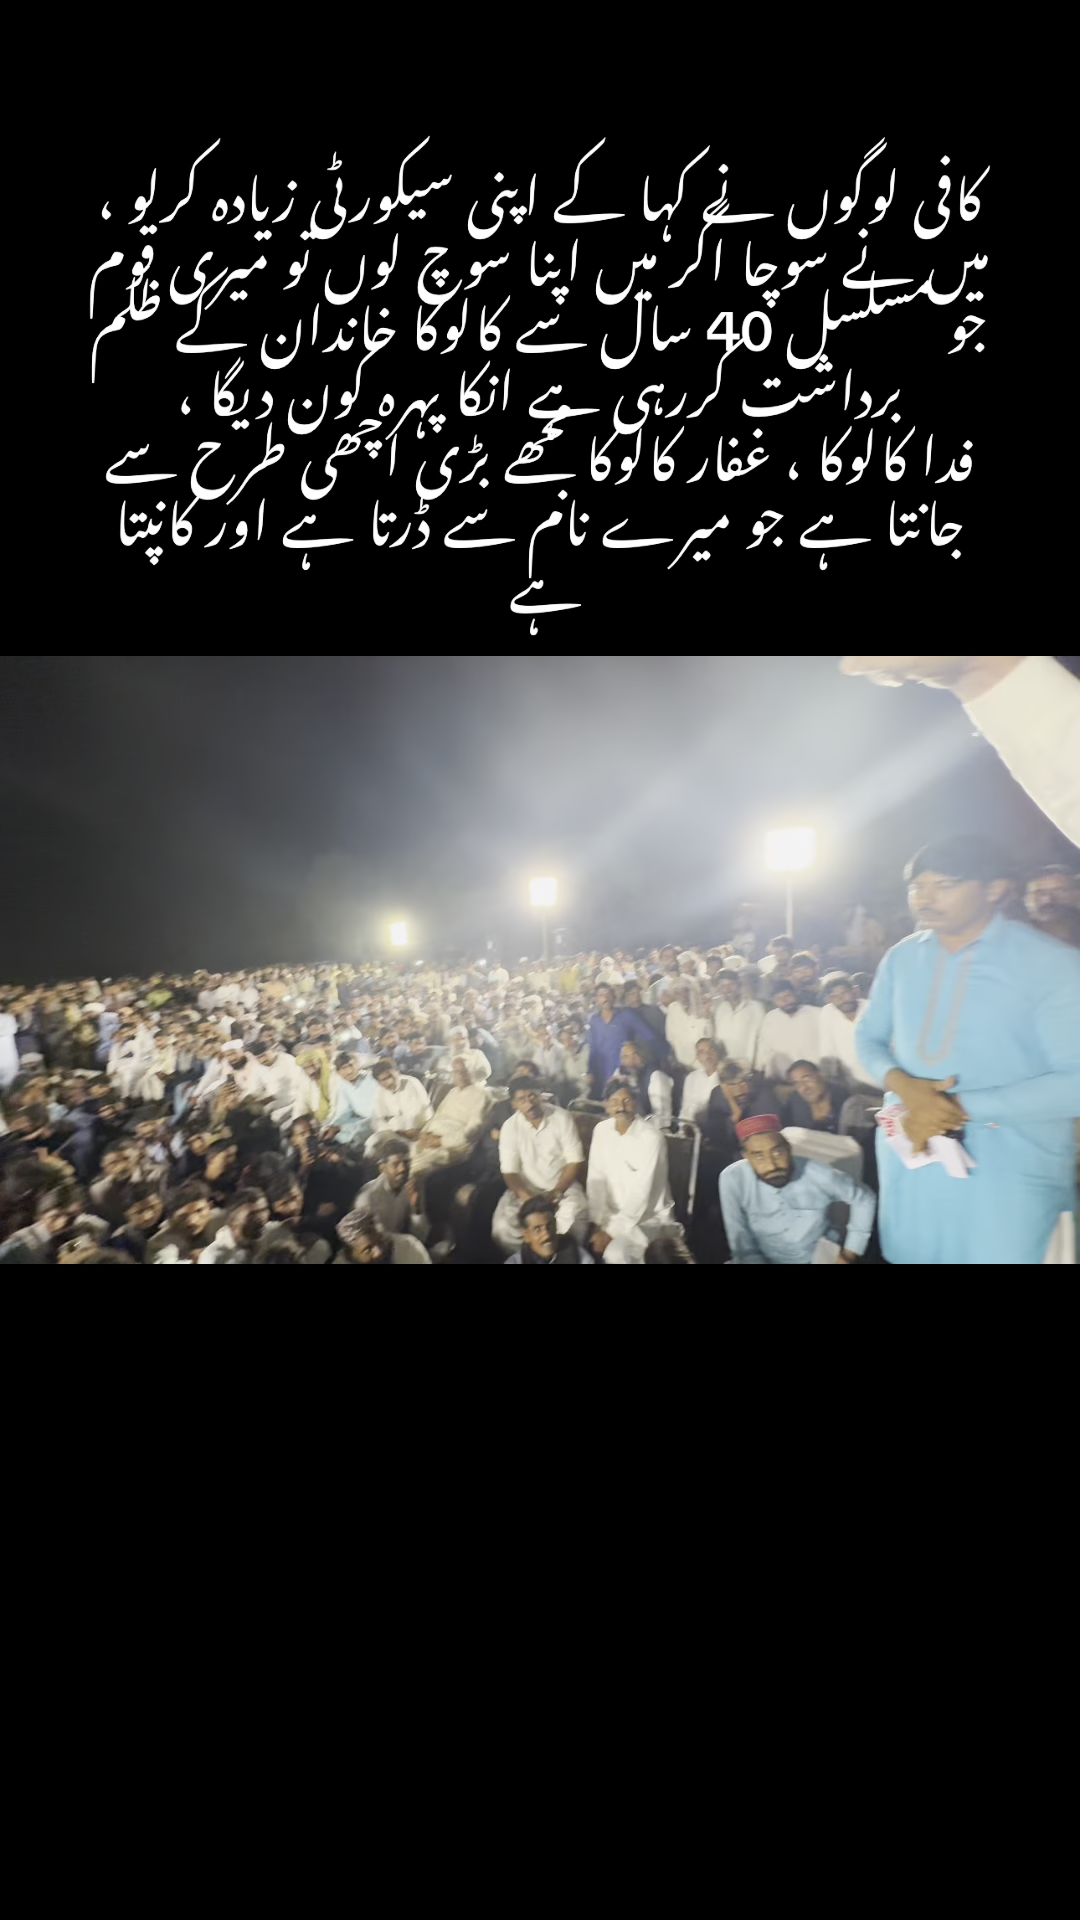 کافی لوگوں نے کہا کے اپنی سیکورٹی زیادہ کرلو ،
میں نے سوچا اگر میں اپنا سوچ لوں تو میری قوم
جو مسلسل 40 سال سے کالوکا خاندان کے ظلم
برداشت کررہی ہے انکا پہرہ کون دیگا ،
فدا کالوکا ، غفار کالوکا مجھے بڑی اچھی طرح سے
جانتا ہے جو میرے نام سے ڈرتا ہے اور کانپتا
ہے